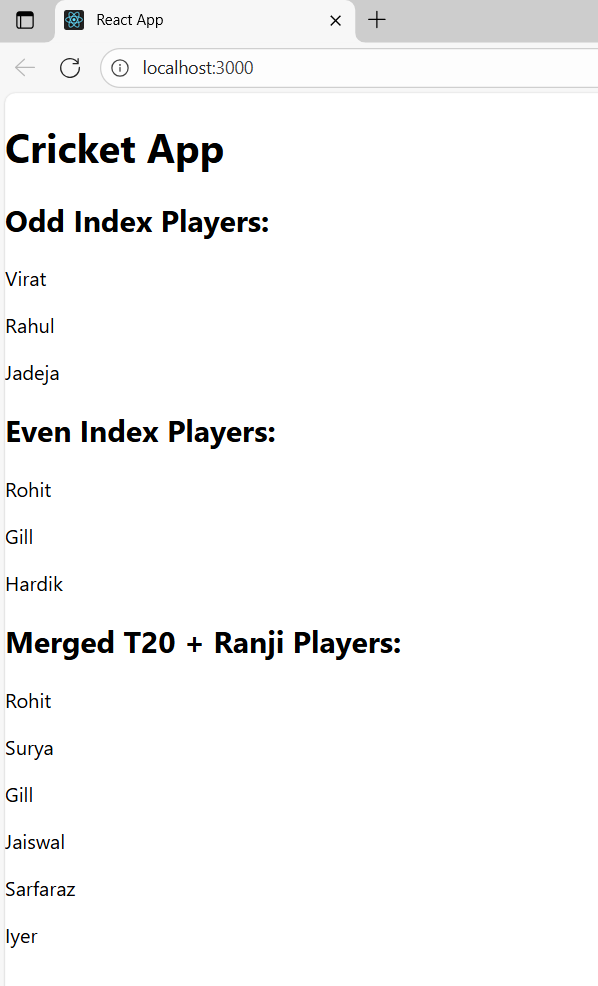 React App
localhost:3000
Cricket App
Odd Index Players:
Virat
Rahul
Jadeja
Even Index Players:
Rohit
Gill
Hardik
Merged T20 + Ranji Players:
Rohit
Surya
Gill
Jaiswal
Sarfaraz
Iyer